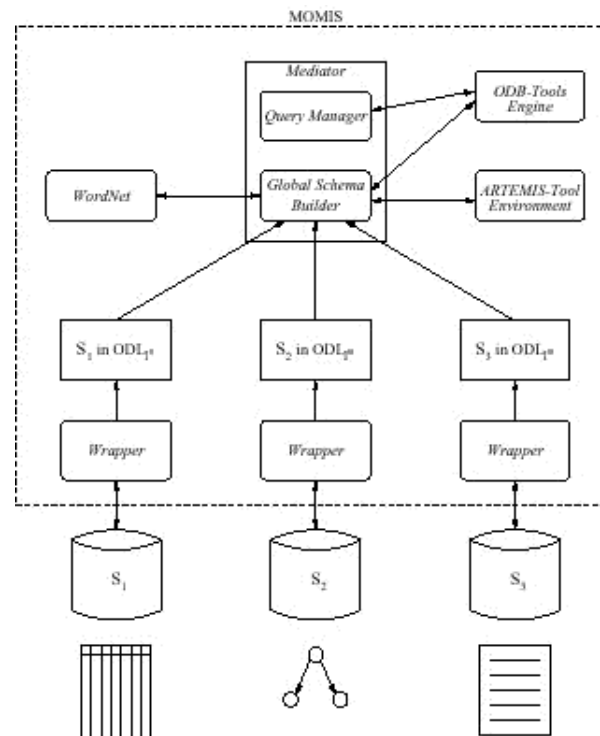 MOMIS
Mediator
Query Manager
ODB-Tools
Engine
WordNet
Global Schema
Builder
ARTEMIS-Tool
Environment
S1 in ODLI³
S2 in ODLI³
S3 in ODLI³
Wrapper
Wrapper
Wrapper
S1
S2
S3